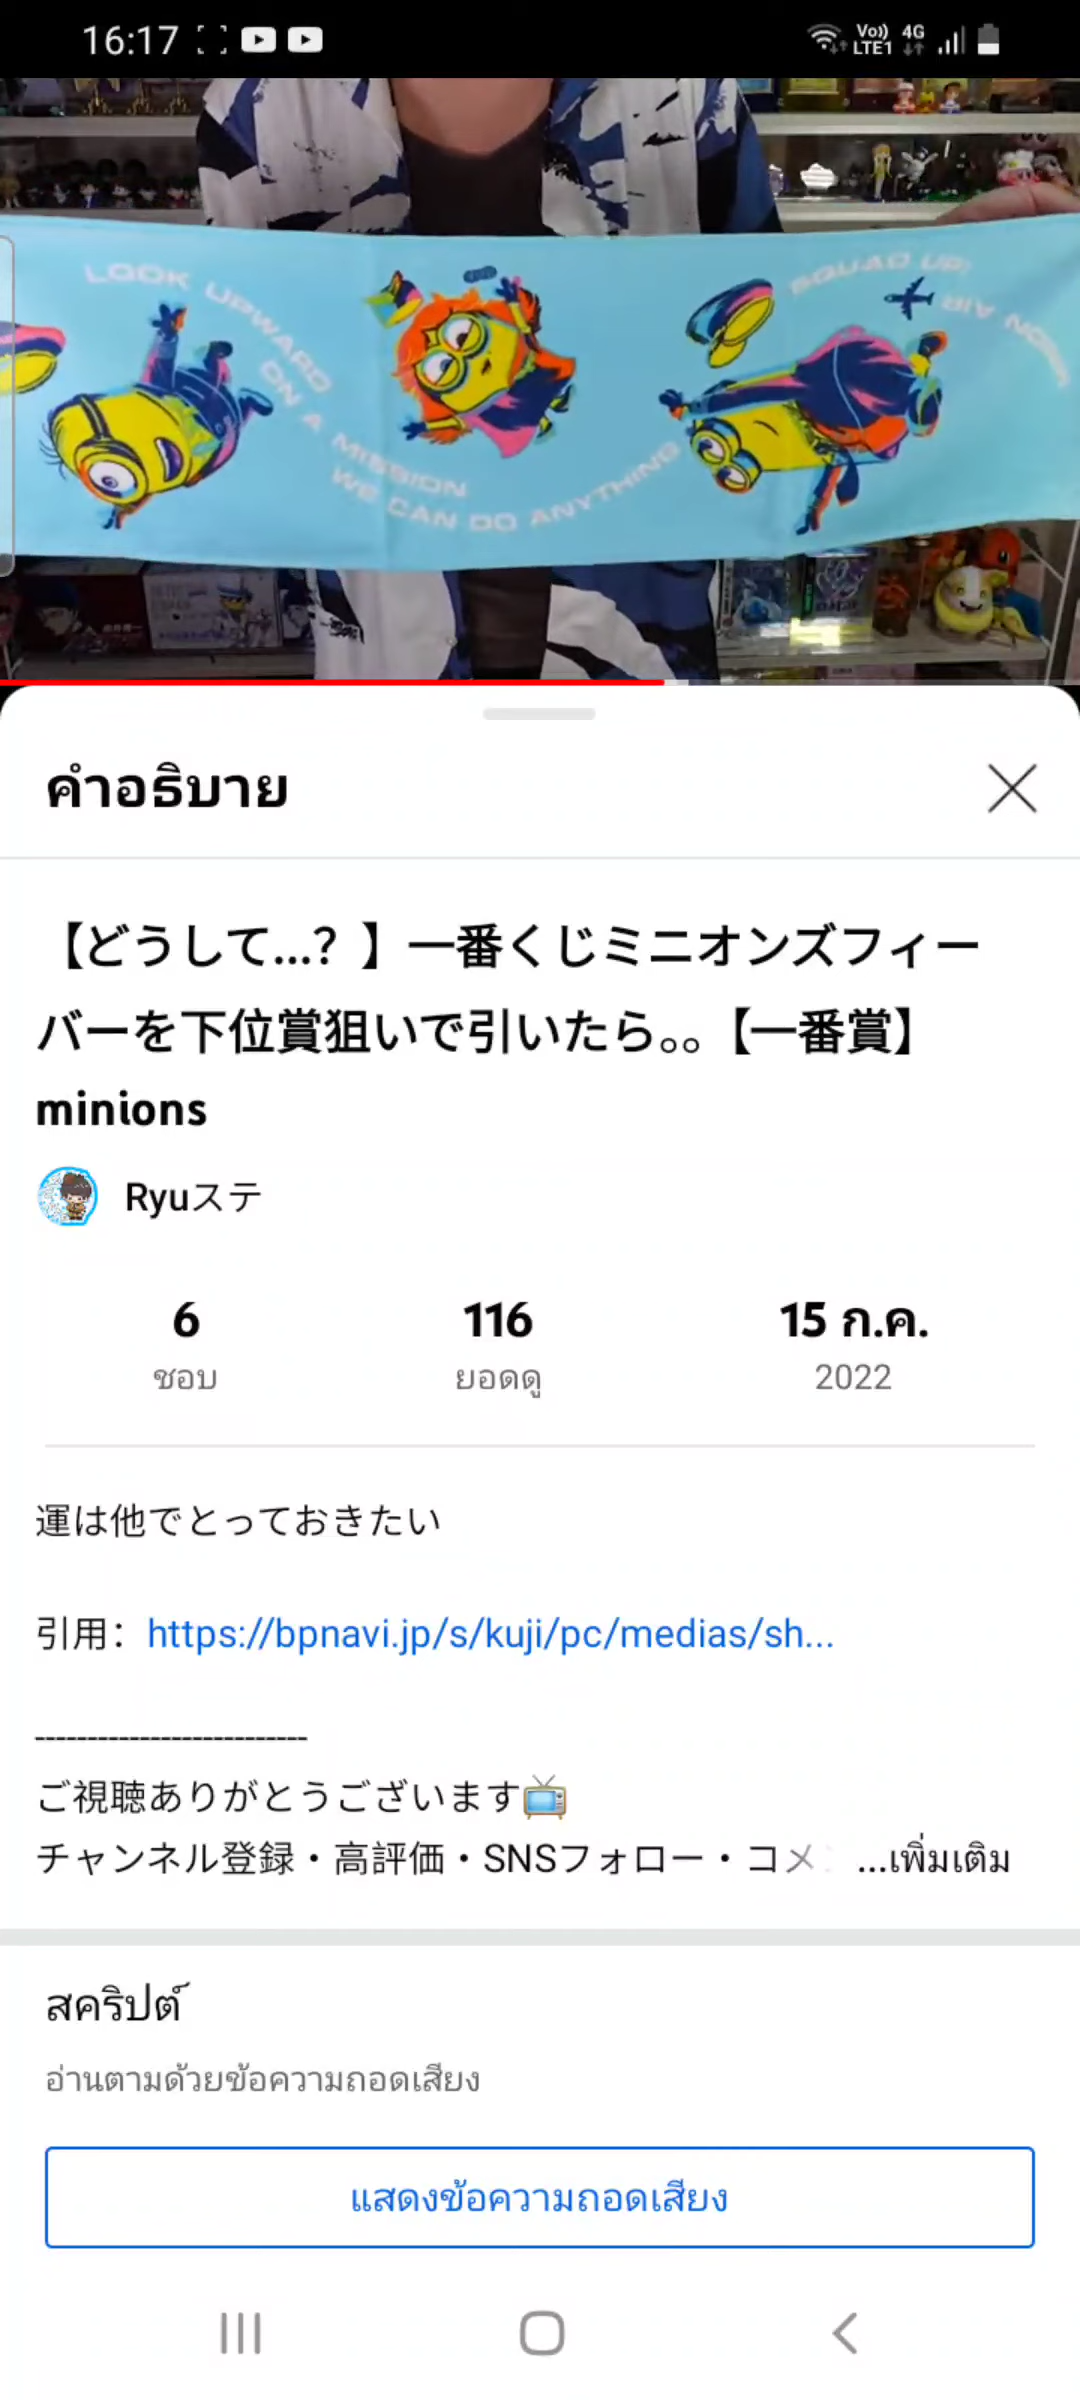 16:17
Vo)) 4G
LTE1
LOOK UPWARD
ON A MISSION
WE CAN DO ANYTHING
SQUAD UP!
คำอธิบาย
【どうして...？】一番くじミニオンズフィー
バーを下位賞狙いで引いたら。。【一番賞】
minions
Ryuステ
6 116 15 ก.ค.
ชอบ ยอดดู 2022
運は他でとっておきたい
引用：https://bpnavi.jp/s/kuji/pc/medias/sh...
--------------------------
ご視聴ありがとうございます📺
チャンネル登録・高評価・SNSフォロー・コメ ...เพิ่มเติม
สคริปต์
อ่านตามด้วยข้อความถอดเสียง
แสดงข้อความถอดเสียง